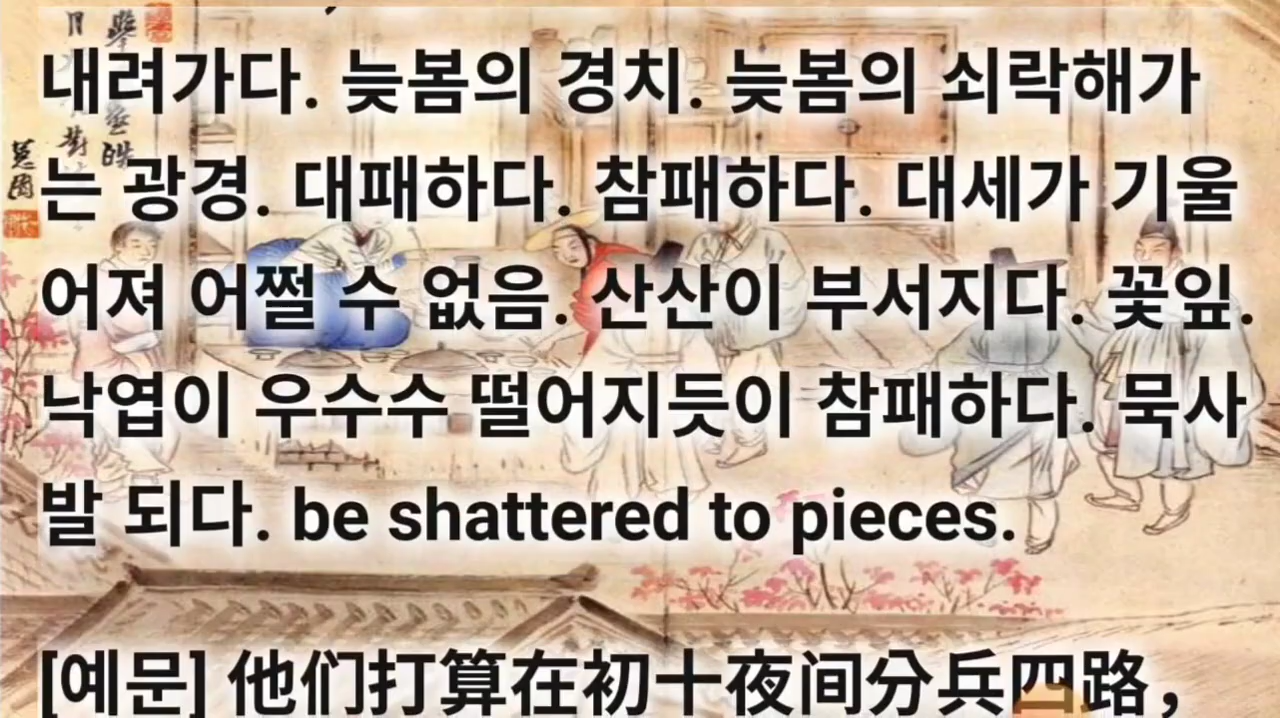 내려가다. 늦봄의 경치. 늦봄의 쇠락해가
는 광경. 대패하다. 참패하다. 대세가 기울
어져 어쩔 수 없음. 산산이 부서지다. 꽃잎.
낙엽이 우수수 떨어지듯이 참패하다. 묵사
발 되다. be shattered to pieces.
[예문] 他们打算在初十夜间分兵四路，